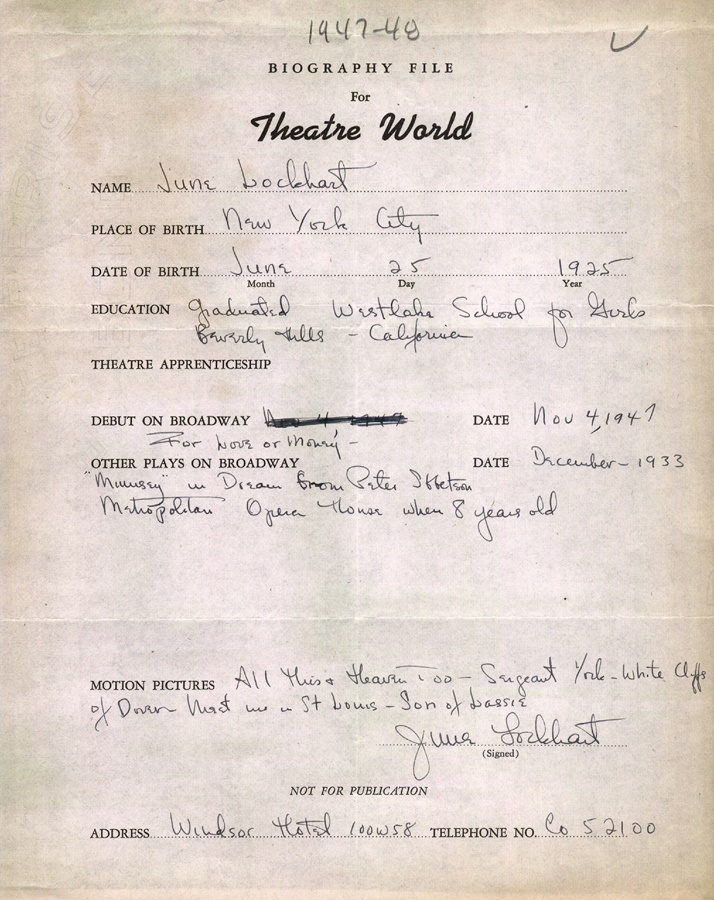 1947-48
BIOGRAPHY FILE
For
Theatre World
NAME June Lockhart
PLACE OF BIRTH New York City
DATE OF BIRTH June 25 1925
Month Day Year
EDUCATION graduated Westlake School for Girls
Beverly Hills - California
THEATRE APPRENTICESHIP
DEBUT ON BROADWAY DATE Nov 4, 1947
For Love or Money -
OTHER PLAYS ON BROADWAY DATE December - 1933
"Mimsey" in Dream from Peter Ibbetson
Metropolitan Opera House when 8 years old
MOTION PICTURES All This & Heaven Too - Sergeant York - White Cliffs
of Dover Meet me in St Louis - Son of Lassie
June Lockhart
(Signed)
NOT FOR PUBLICATION
ADDRESS Windsor Hotel 100 W 58 TELEPHONE NO. Co 5 2100